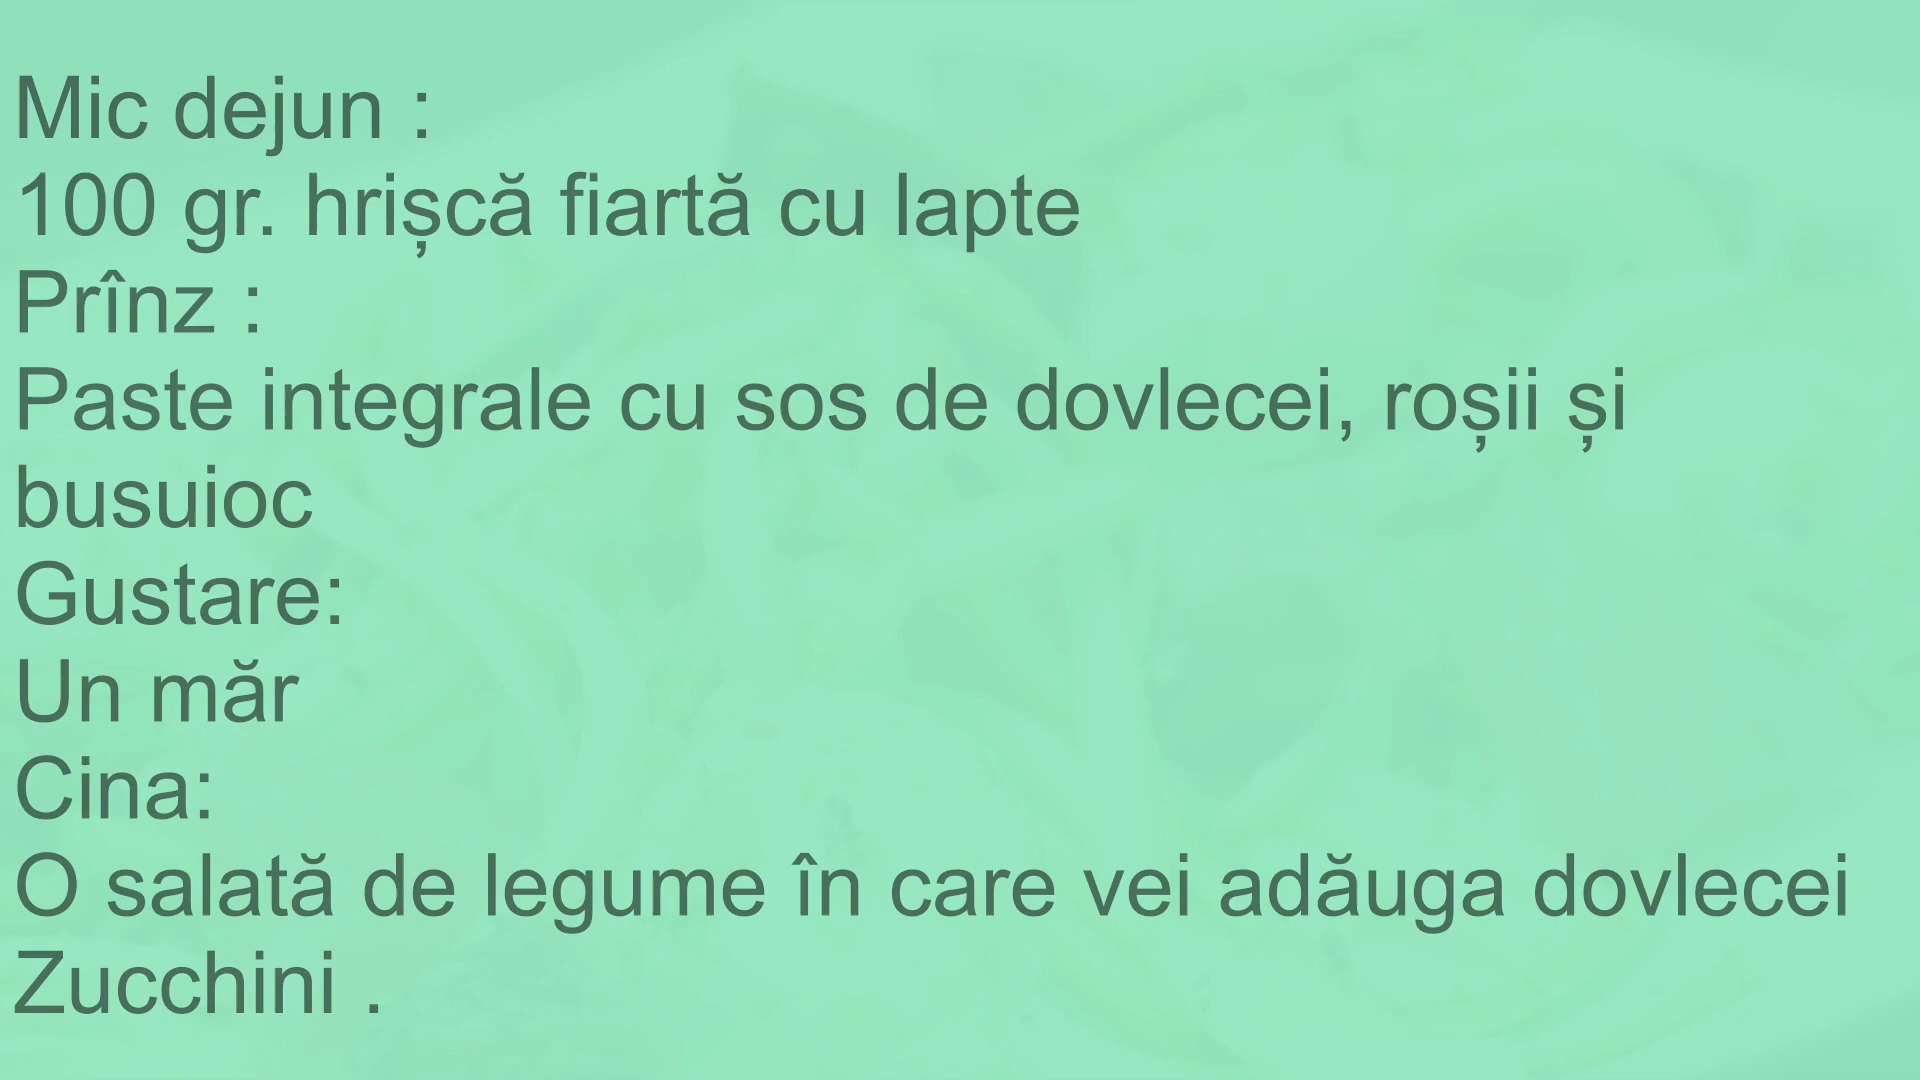 Mic dejun :
100 gr. hrișcă fiartă cu lapte
Prînz :
Paste integrale cu sos de dovlecei, roșii și
busuioc
Gustare:
Un măr
Cina:
O salată de legume în care vei adăuga dovlecei
Zucchini .